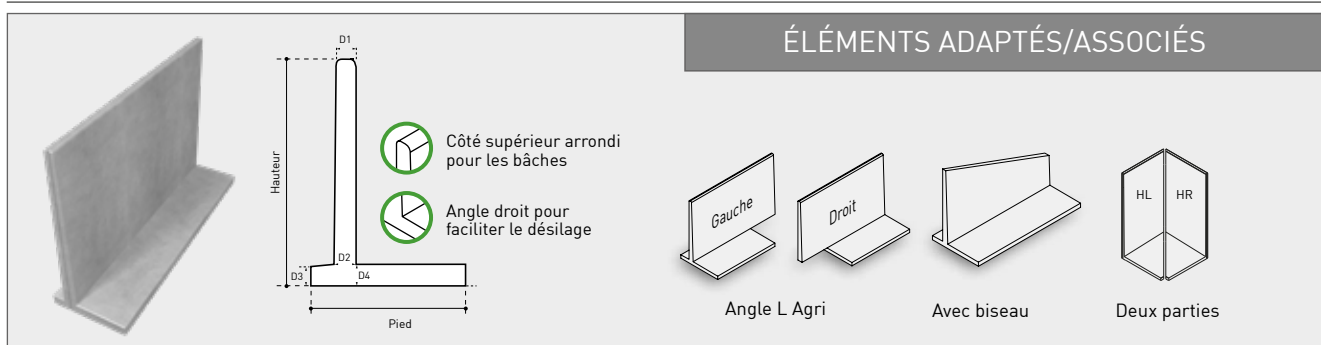 ÉLÉMENTS ADAPTÉS/ASSOCIÉS
D1
Hauteur
Côté supérieur arrondi
pour les bâches
Angle droit pour
faciliter le désilage
D2
D3
D4
Pied
Gauche
Droit
HL
HR
Angle L Agri
Avec biseau
Deux parties